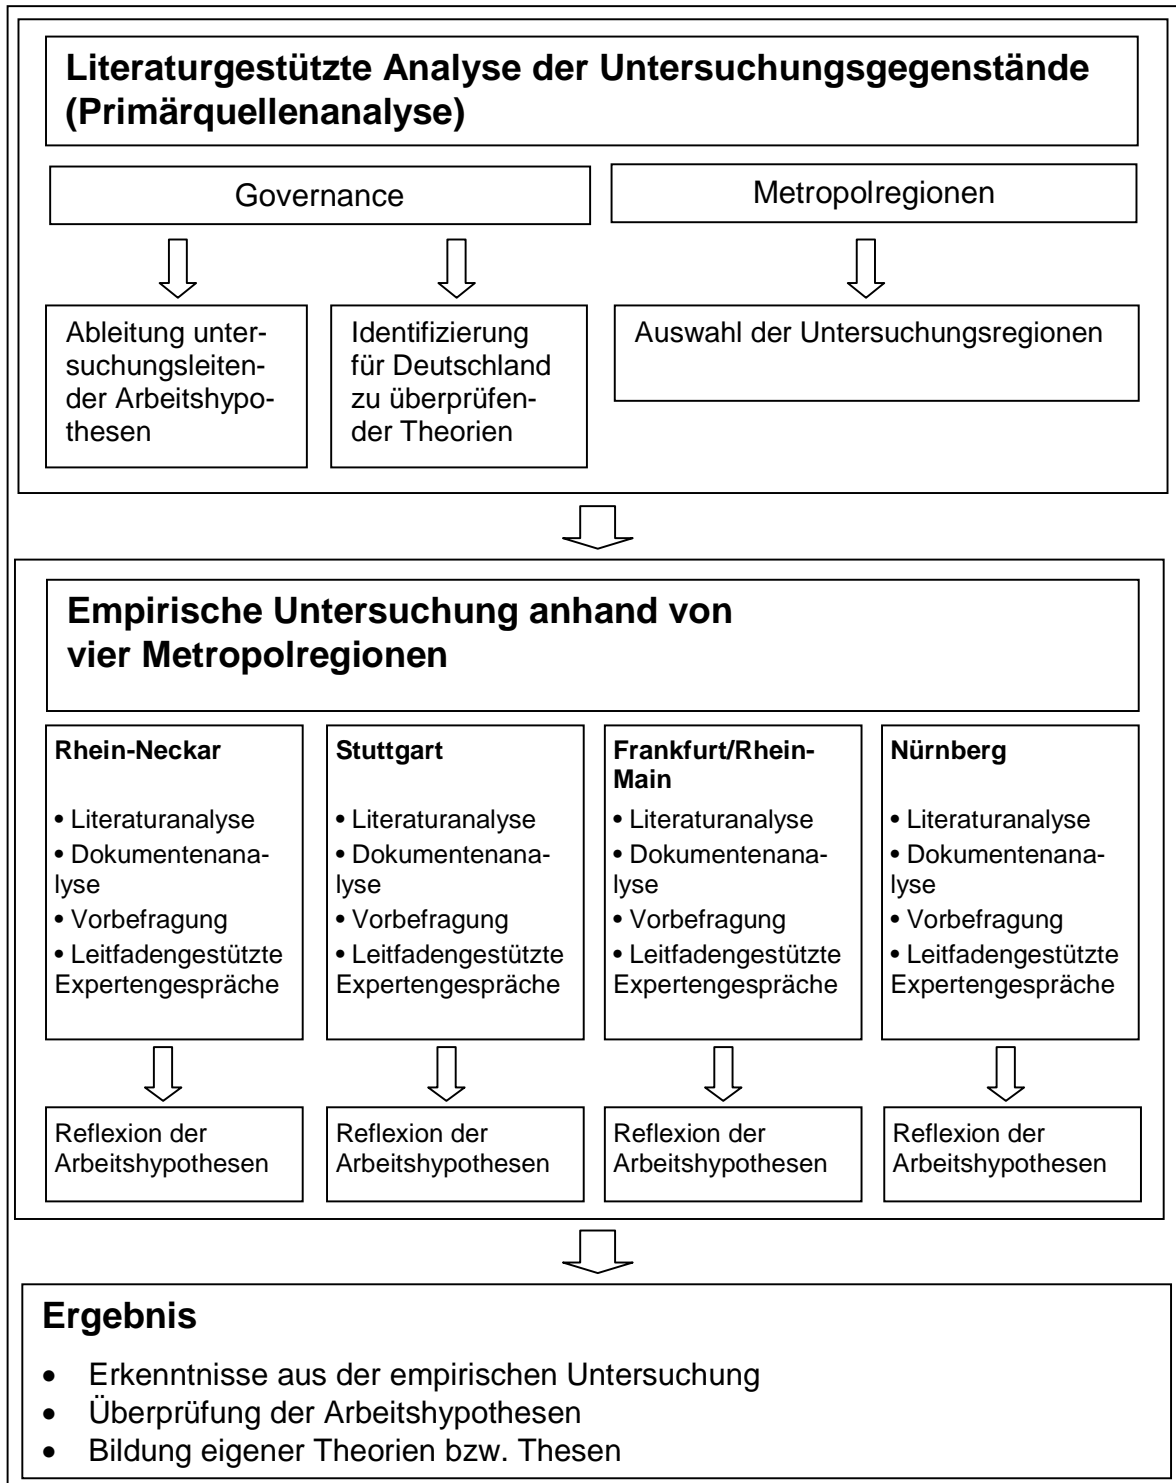 Literaturgestützte Analyse der Untersuchungsgegenstände
(Primärquellenanalyse)
Governance
Metropolregionen
Ableitung unter-
suchungsleiten-
der Arbeitshypo-
thesen
Identifizierung
für Deutschland
zu überprüfen-
der Theorien
Auswahl der Untersuchungsregionen
Empirische Untersuchung anhand von
vier Metropolregionen
Rhein-Neckar
• Literaturanalyse
• Dokumentenana-
lyse
• Vorbefragung
• Leitfadengestützte
Expertengespräche
Stuttgart
• Literaturanalyse
• Dokumentenana-
lyse
• Vorbefragung
• Leitfadengestützte
Expertengespräche
Frankfurt/Rhein-
Main
• Literaturanalyse
• Dokumentenana-
lyse
• Vorbefragung
• Leitfadengestützte
Expertengespräche
Nürnberg
• Literaturanalyse
• Dokumentenana-
lyse
• Vorbefragung
• Leitfadengestützte
Expertengespräche
Reflexion der
Arbeitshypothesen
Reflexion der
Arbeitshypothesen
Reflexion der
Arbeitshypothesen
Reflexion der
Arbeitshypothesen
Ergebnis
• Erkenntnisse aus der empirischen Untersuchung
• Überprüfung der Arbeitshypothesen
• Bildung eigener Theorien bzw. Thesen